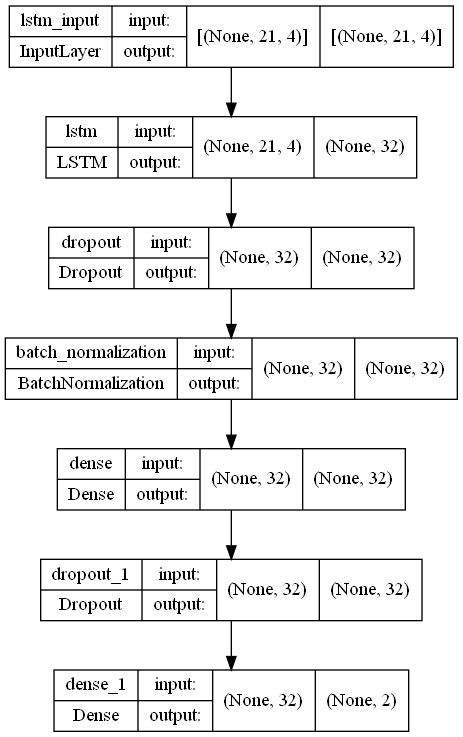 lstm_input input: [(None, 21, 4)] [(None, 21, 4)]
InputLayer output:
lstm input: (None, 21, 4) (None, 32)
LSTM output:
dropout input: (None, 32) (None, 32)
Dropout output:
batch_normalization input: (None, 32) (None, 32)
BatchNormalization output:
dense input: (None, 32) (None, 32)
Dense output:
dropout_1 input: (None, 32) (None, 32)
Dropout output:
dense_1 input: (None, 32) (None, 2)
Dense output: